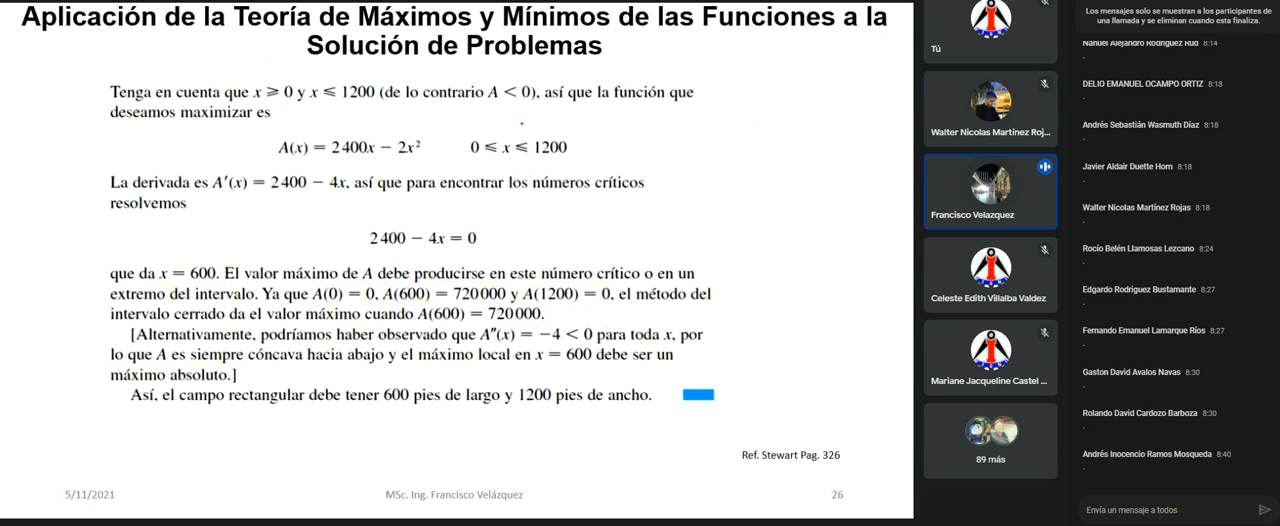 Aplicación de la Teoría de Máximos y Mínimos de las Funciones a la
Solución de Problemas
Tenga en cuenta que x ⩾ 0 y x ⩽ 1200 (de lo contrario A < 0), así que la función que
deseamos maximizar es
A(x) = 2400x − 2x² 0 ⩽ x ⩽ 1200
La derivada es A′(x) = 2400 − 4x, así que para encontrar los números críticos
resolvemos
2400 − 4x = 0
que da x = 600. El valor máximo de A debe producirse en este número crítico o en un
extremo del intervalo. Ya que A(0) = 0, A(600) = 720000 y A(1200) = 0, el método del
intervalo cerrado da el valor máximo cuando A(600) = 720000.
[Alternativamente, podríamos haber observado que A″(x) = −4 < 0 para toda x, por
lo que A es siempre cóncava hacia abajo y el máximo local en x = 600 debe ser un
máximo absoluto.]
Así, el campo rectangular debe tener 600 pies de largo y 1200 pies de ancho.
Ref. Stewart Pag. 326
5/11/2021
MSc. Ing. Francisco Velázquez
26
Tú
Walter Nicolas Martínez Roj...
Francisco Velazquez
Celeste Edith Villalba Valdez
Mariane Jacqueline Castel ...
89 más
Los mensajes solo se muestran a los participantes de
una llamada y se eliminan cuando esta finaliza.
Alejandro Rodríguez 8:14
.
DELIO EMANUEL OCAMPO ORTIZ 8:18
.
Andrés Sebastián Wasmuth Díaz 8:18
.
Javier Aldair Duette Horn 8:18
.
Walter Nicolas Martínez Rojas 8:18
.
Rocío Belén Llamosas Lezcano 8:24
.
Edgardo Rodriguez Bustamante 8:27
.
Fernando Emanuel Lamarque Ríos 8:27
.
Gaston David Avalos Navas 8:30
.
Rolando David Cardozo Barboza 8:30
.
Andrés Inocencio Ramos Mosqueda 8:40
.
Envía un mensaje a todos